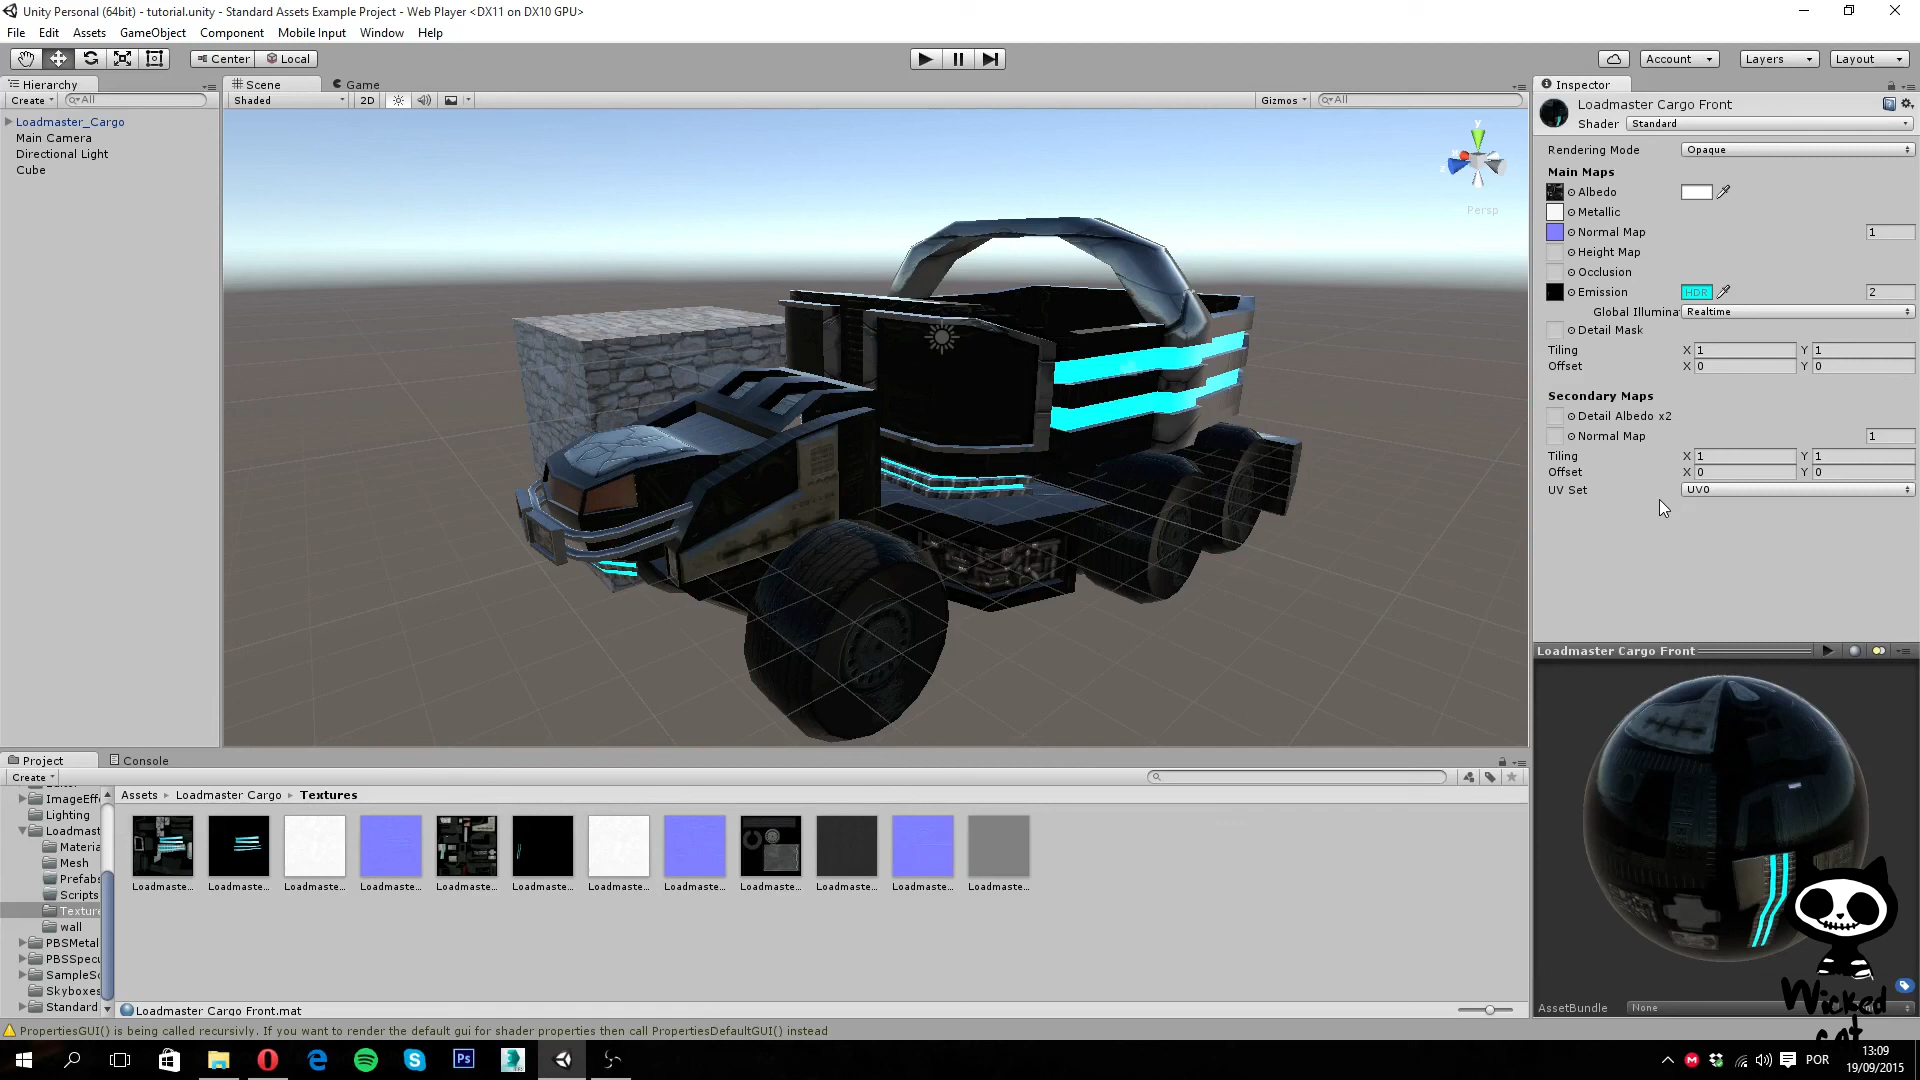 Unity Personal (64bit) - tutorial.unity - Standard Assets Example Project - Web Player <DX11 on DX10 GPU>
File Edit Assets GameObject Component Mobile Input Window Help
Center Local Account Layers Layout
Hierarchy
Create All
Loadmaster_Cargo
Main Camera
Directional Light
Cube
Scene Game
Shaded 2D Gizmos All
y
Persp
Inspector
Loadmaster Cargo Front
Shader Standard
Rendering Mode Opaque
Main Maps
Albedo
Metallic
Normal Map 1
Height Map
Occlusion
Emission HDR 2
Global Illumina Realtime
Detail Mask
Tiling X 1 Y 1
Offset X 0 Y 0
Secondary Maps
Detail Albedo x2
Normal Map 1
Tiling X 1 Y 1
Offset X 0 Y 0
UV Set UV0
Loadmaster Cargo Front
AssetBundle None
Wicked
cat
Project Console
Create
ImageEffe
Lighting
Loadmast
Materia
Mesh
Prefabs
Scripts
Texture
wall
PBSMetal
PBSSpecu
SampleSc
Skyboxes
Standard
Assets Loadmaster Cargo Textures
Loadmaste... Loadmaste... Loadmaste... Loadmaste... Loadmaste... Loadmaste... Loadmaste... Loadmaste... Loadmaste... Loadmaste... Loadmaste... Loadmaste...
Loadmaster Cargo Front.mat
PropertiesGUI() is being called recursivly. If you want to render the default gui for shader properties then call PropertiesDefaultGUI() instead
Ps
POR
13:09
19/09/2015